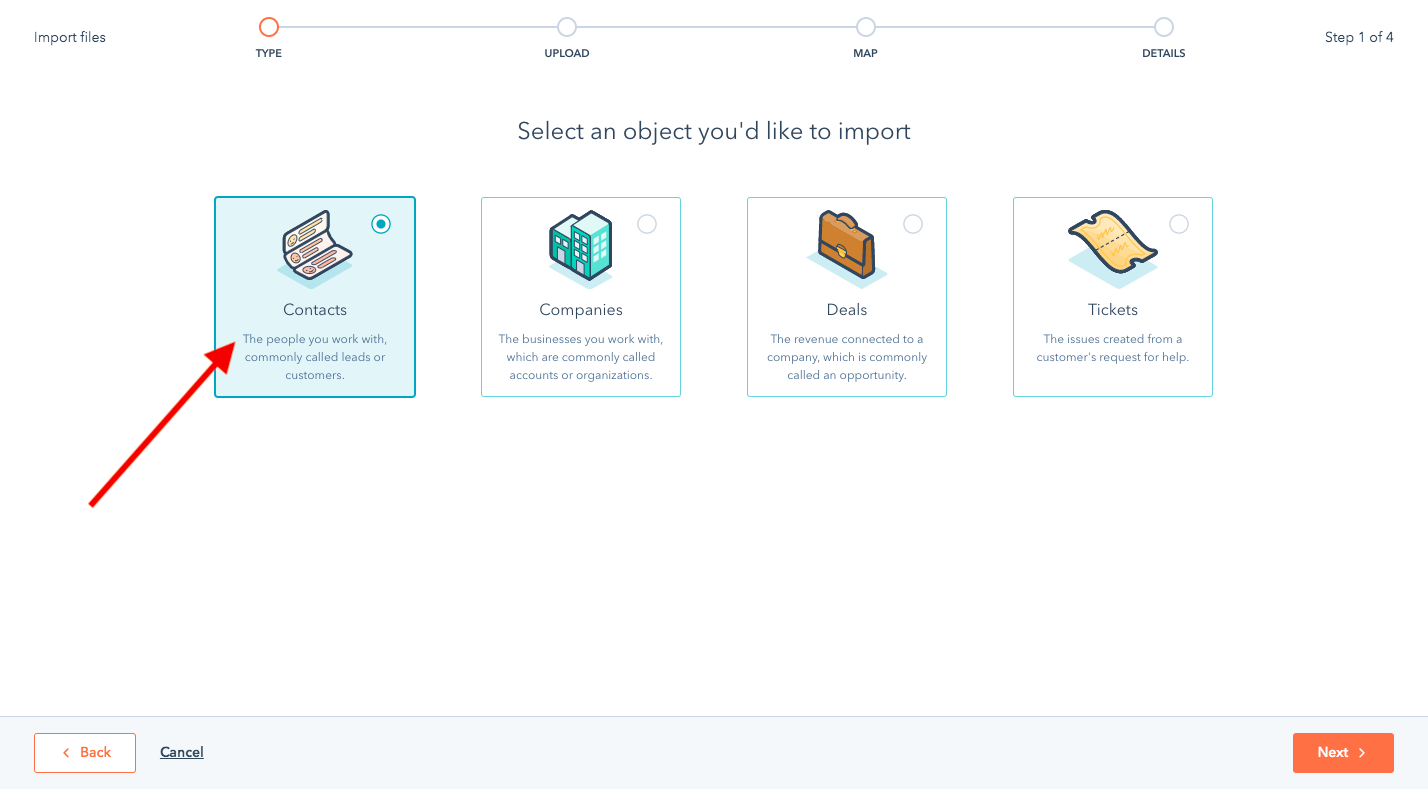 Import files
TYPE
UPLOAD
MAP
DETAILS
Step 1 of 4
Select an object you'd like to import
Contacts
The people you work with,
commonly called leads or
customers.
Companies
The businesses you work with,
which are commonly called
accounts or organizations.
Deals
The revenue connected to a
company, which is commonly
called an opportunity.
Tickets
The issues created from a
customer's request for help.
Back
Cancel
Next